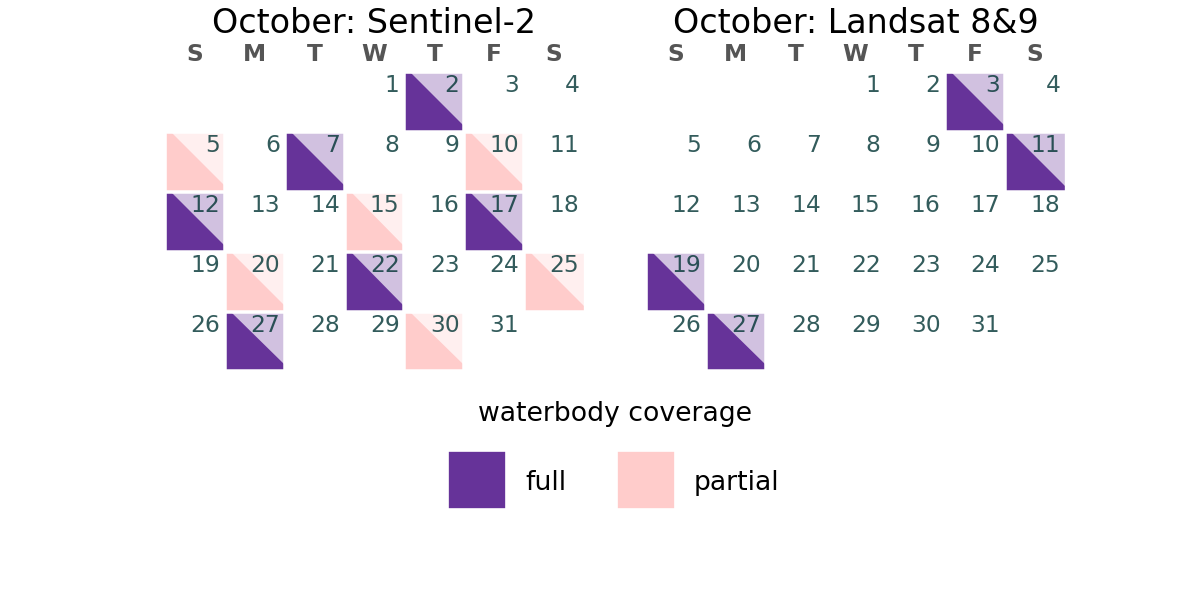 October: Sentinel-2
S M T W T F S
1 2 3 4
5 6 7 8 9 10 11
12 13 14 15 16 17 18
19 20 21 22 23 24 25
26 27 28 29 30 31
October: Landsat 8&9
S M T W T F S
1 2 3 4
5 6 7 8 9 10 11
12 13 14 15 16 17 18
19 20 21 22 23 24 25
26 27 28 29 30 31
waterbody coverage
full partial